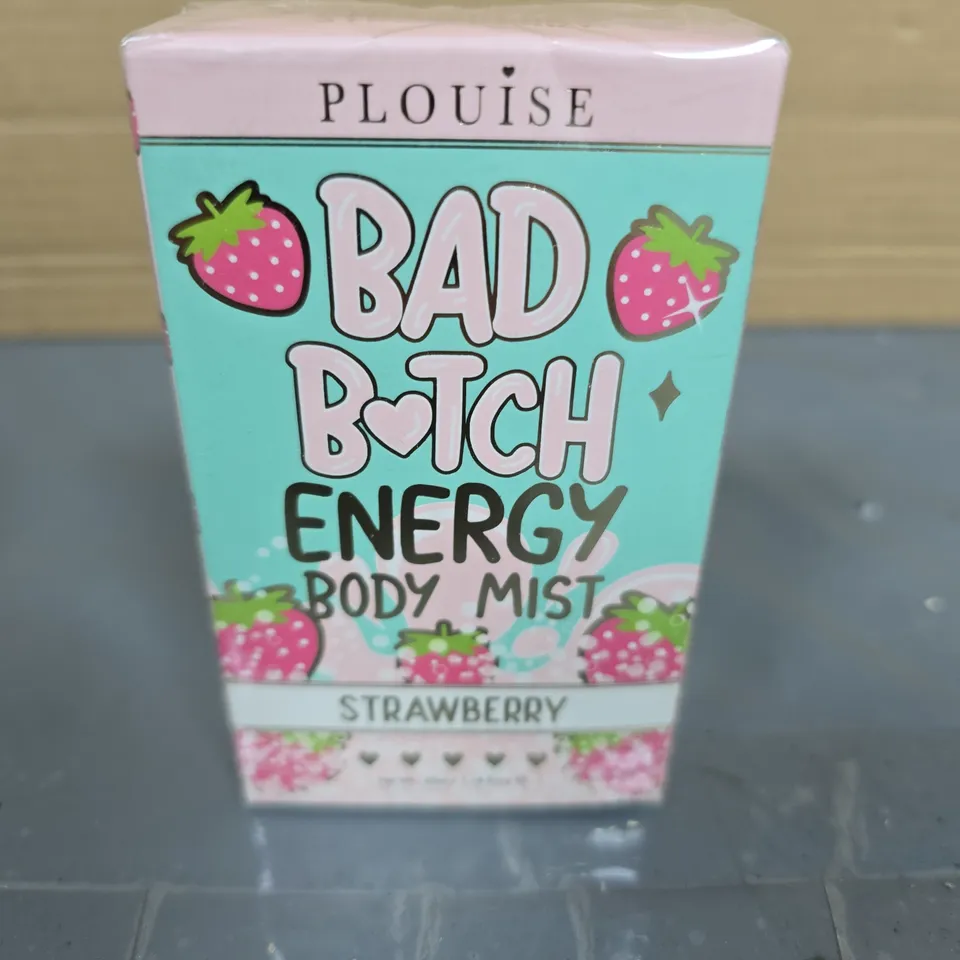 PLOUISE
BAD
B♥TCH
ENERGY
BODY MIST
STRAWBERRY